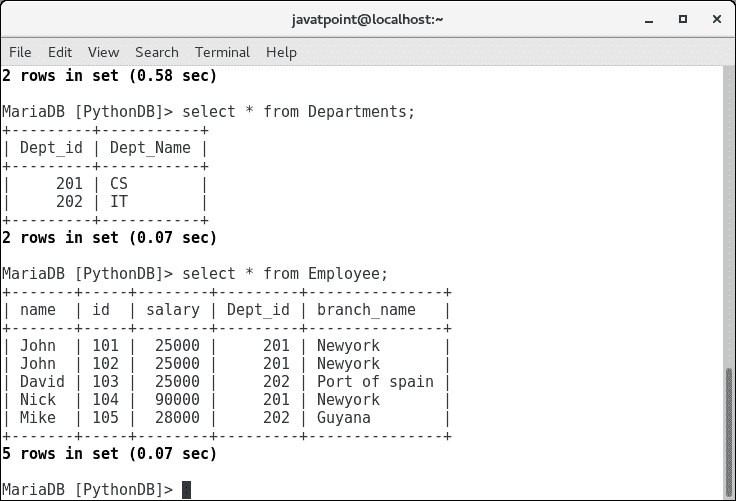 javatpoint@localhost:~
File Edit View Search Terminal Help
2 rows in set (0.58 sec)
MariaDB [PythonDB]> select * from Departments;
+---------+-----------+
| Dept_id | Dept_Name |
+---------+-----------+
|     201 | CS        |
|     202 | IT        |
+---------+-----------+
2 rows in set (0.07 sec)
MariaDB [PythonDB]> select * from Employee;
+-------+-----+--------+---------+---------------+
| name  | id  | salary | Dept_id | branch_name   |
+-------+-----+--------+---------+---------------+
| John  | 101 |  25000 |     201 | Newyork       |
| John  | 102 |  25000 |     201 | Newyork       |
| David | 103 |  25000 |     202 | Port of spain |
| Nick  | 104 |  90000 |     201 | Newyork       |
| Mike  | 105 |  28000 |     202 | Guyana        |
+-------+-----+--------+---------+---------------+
5 rows in set (0.07 sec)
MariaDB [PythonDB]>